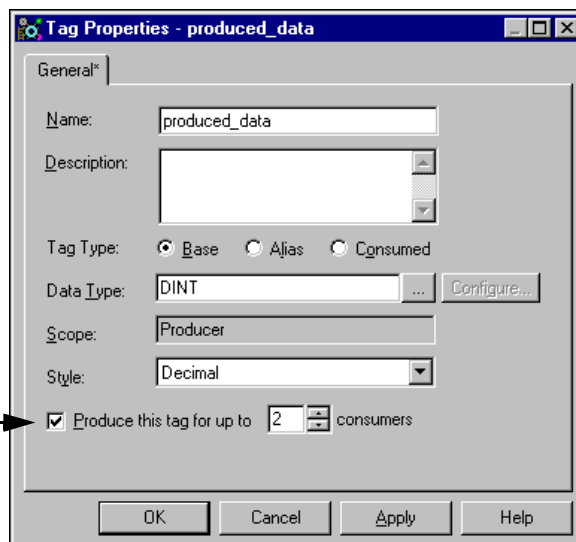 Tag Properties - produced_data
General*
Name: produced_data
Description:
Tag Type: Base Alias Consumed
Data Type: DINT ... Configure...
Scope: Producer
Style: Decimal
Produce this tag for up to 2 consumers
OK Cancel Apply Help